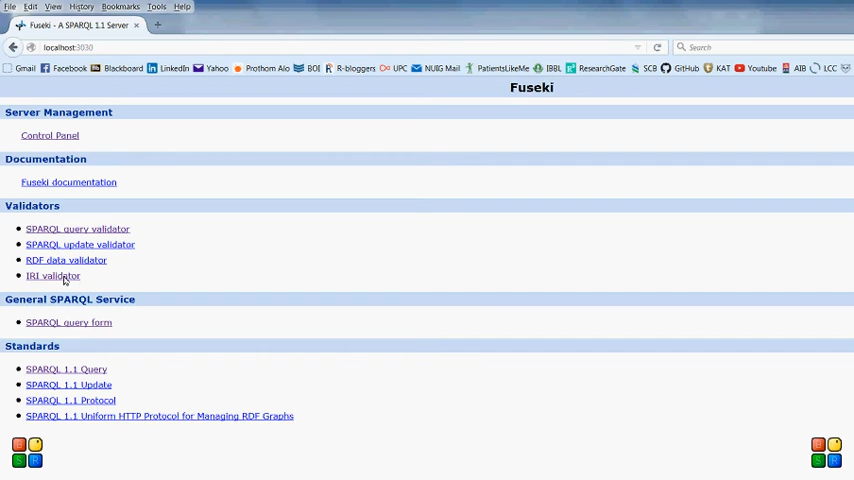 File Edit View History Bookmarks Tools Help
Fuseki - A SPARQL 1.1 Server
localhost:3030
Search
Gmail Facebook Blackboard LinkedIn Yahoo Prothom Alo BOI R-bloggers UPC NUIG Mail PatientsLikeMe IBBL ResearchGate SCB GitHub KAT Youtube AIB LCC
Fuseki
Server Management
Control Panel
Documentation
Fuseki documentation
Validators
SPARQL query validator
SPARQL update validator
RDF data validator
IRI validator
General SPARQL Service
SPARQL query form
Standards
SPARQL 1.1 Query
SPARQL 1.1 Update
SPARQL 1.1 Protocol
SPARQL 1.1 Uniform HTTP Protocol for Managing RDF Graphs
S R
S R